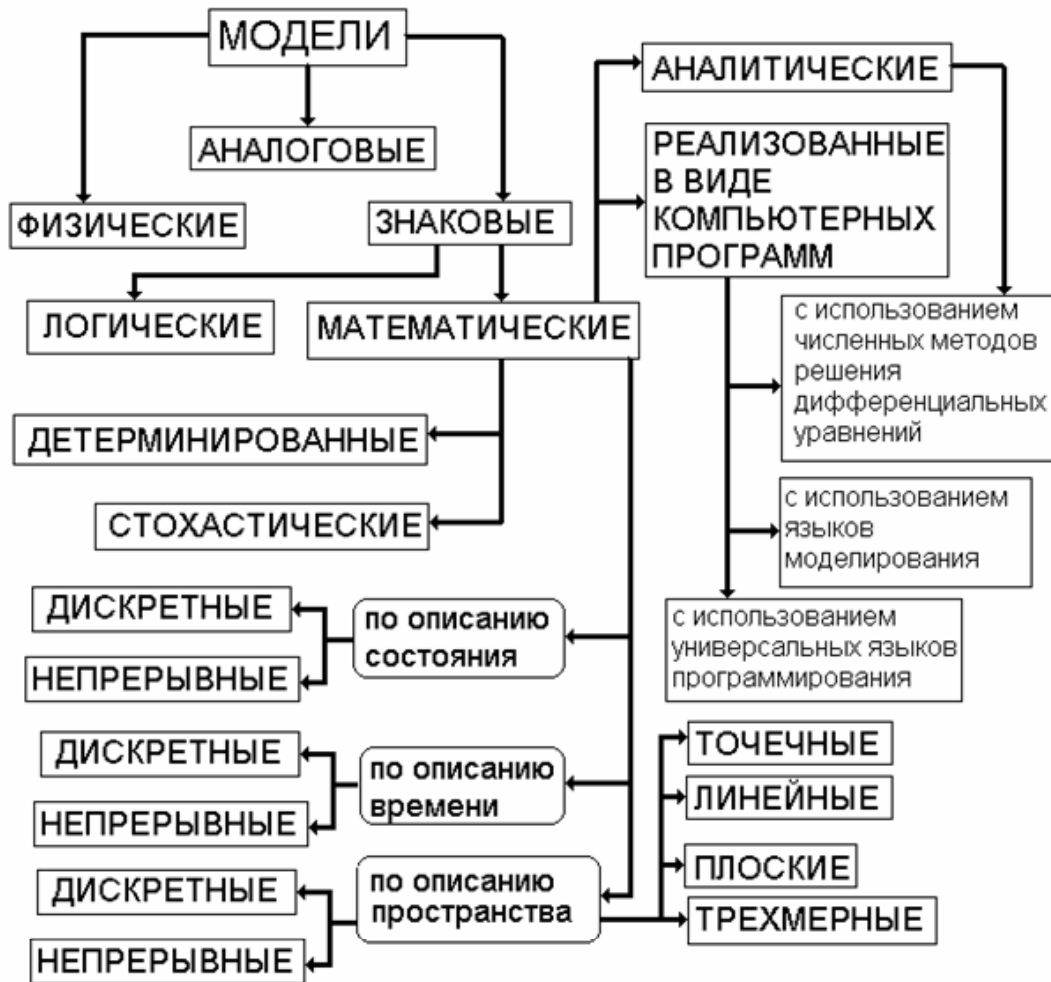 МОДЕЛИ
АНАЛОГОВЫЕ
ФИЗИЧЕСКИЕ
ЗНАКОВЫЕ
ЛОГИЧЕСКИЕ
МАТЕМАТИЧЕСКИЕ
АНАЛИТИЧЕСКИЕ
РЕАЛИЗОВАННЫЕ
В ВИДЕ
КОМПЬЮТЕРНЫХ
ПРОГРАММ
с использованием
численных методов
решения
дифференциальных
уравнений
с использованием
языков
моделирования
с использованием
универсальных языков
программирования
ДЕТЕРМИНИРОВАННЫЕ
СТОХАСТИЧЕСКИЕ
по описанию
состояния
ДИСКРЕТНЫЕ
НЕПРЕРЫВНЫЕ
по описанию
времени
ДИСКРЕТНЫЕ
НЕПРЕРЫВНЫЕ
по описанию
пространства
ДИСКРЕТНЫЕ
НЕПРЕРЫВНЫЕ
ТОЧЕЧНЫЕ
ЛИНЕЙНЫЕ
ПЛОСКИЕ
ТРЕХМЕРНЫЕ